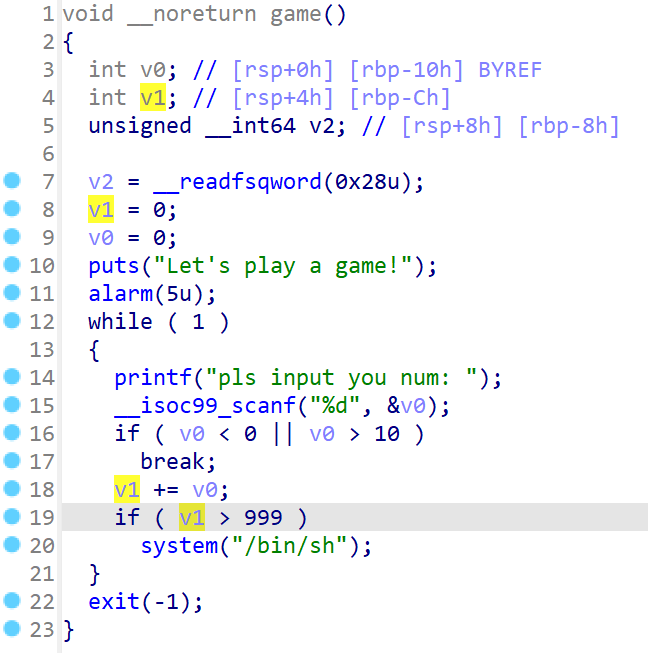 1 void __noreturn game()
2 {
3   int v0; // [rsp+0h] [rbp-10h] BYREF
4   int v1; // [rsp+4h] [rbp-Ch]
5   unsigned __int64 v2; // [rsp+8h] [rbp-8h]
6
7   v2 = __readfsqword(0x28u);
8   v1 = 0;
9   v0 = 0;
10   puts("Let's play a game!");
11   alarm(5u);
12   while ( 1 )
13   {
14     printf("pls input you num: ");
15     __isoc99_scanf("%d", &v0);
16     if ( v0 < 0 || v0 > 10 )
17       break;
18     v1 += v0;
19     if ( v1 > 999 )
20       system("/bin/sh");
21   }
22   exit(-1);
23 }